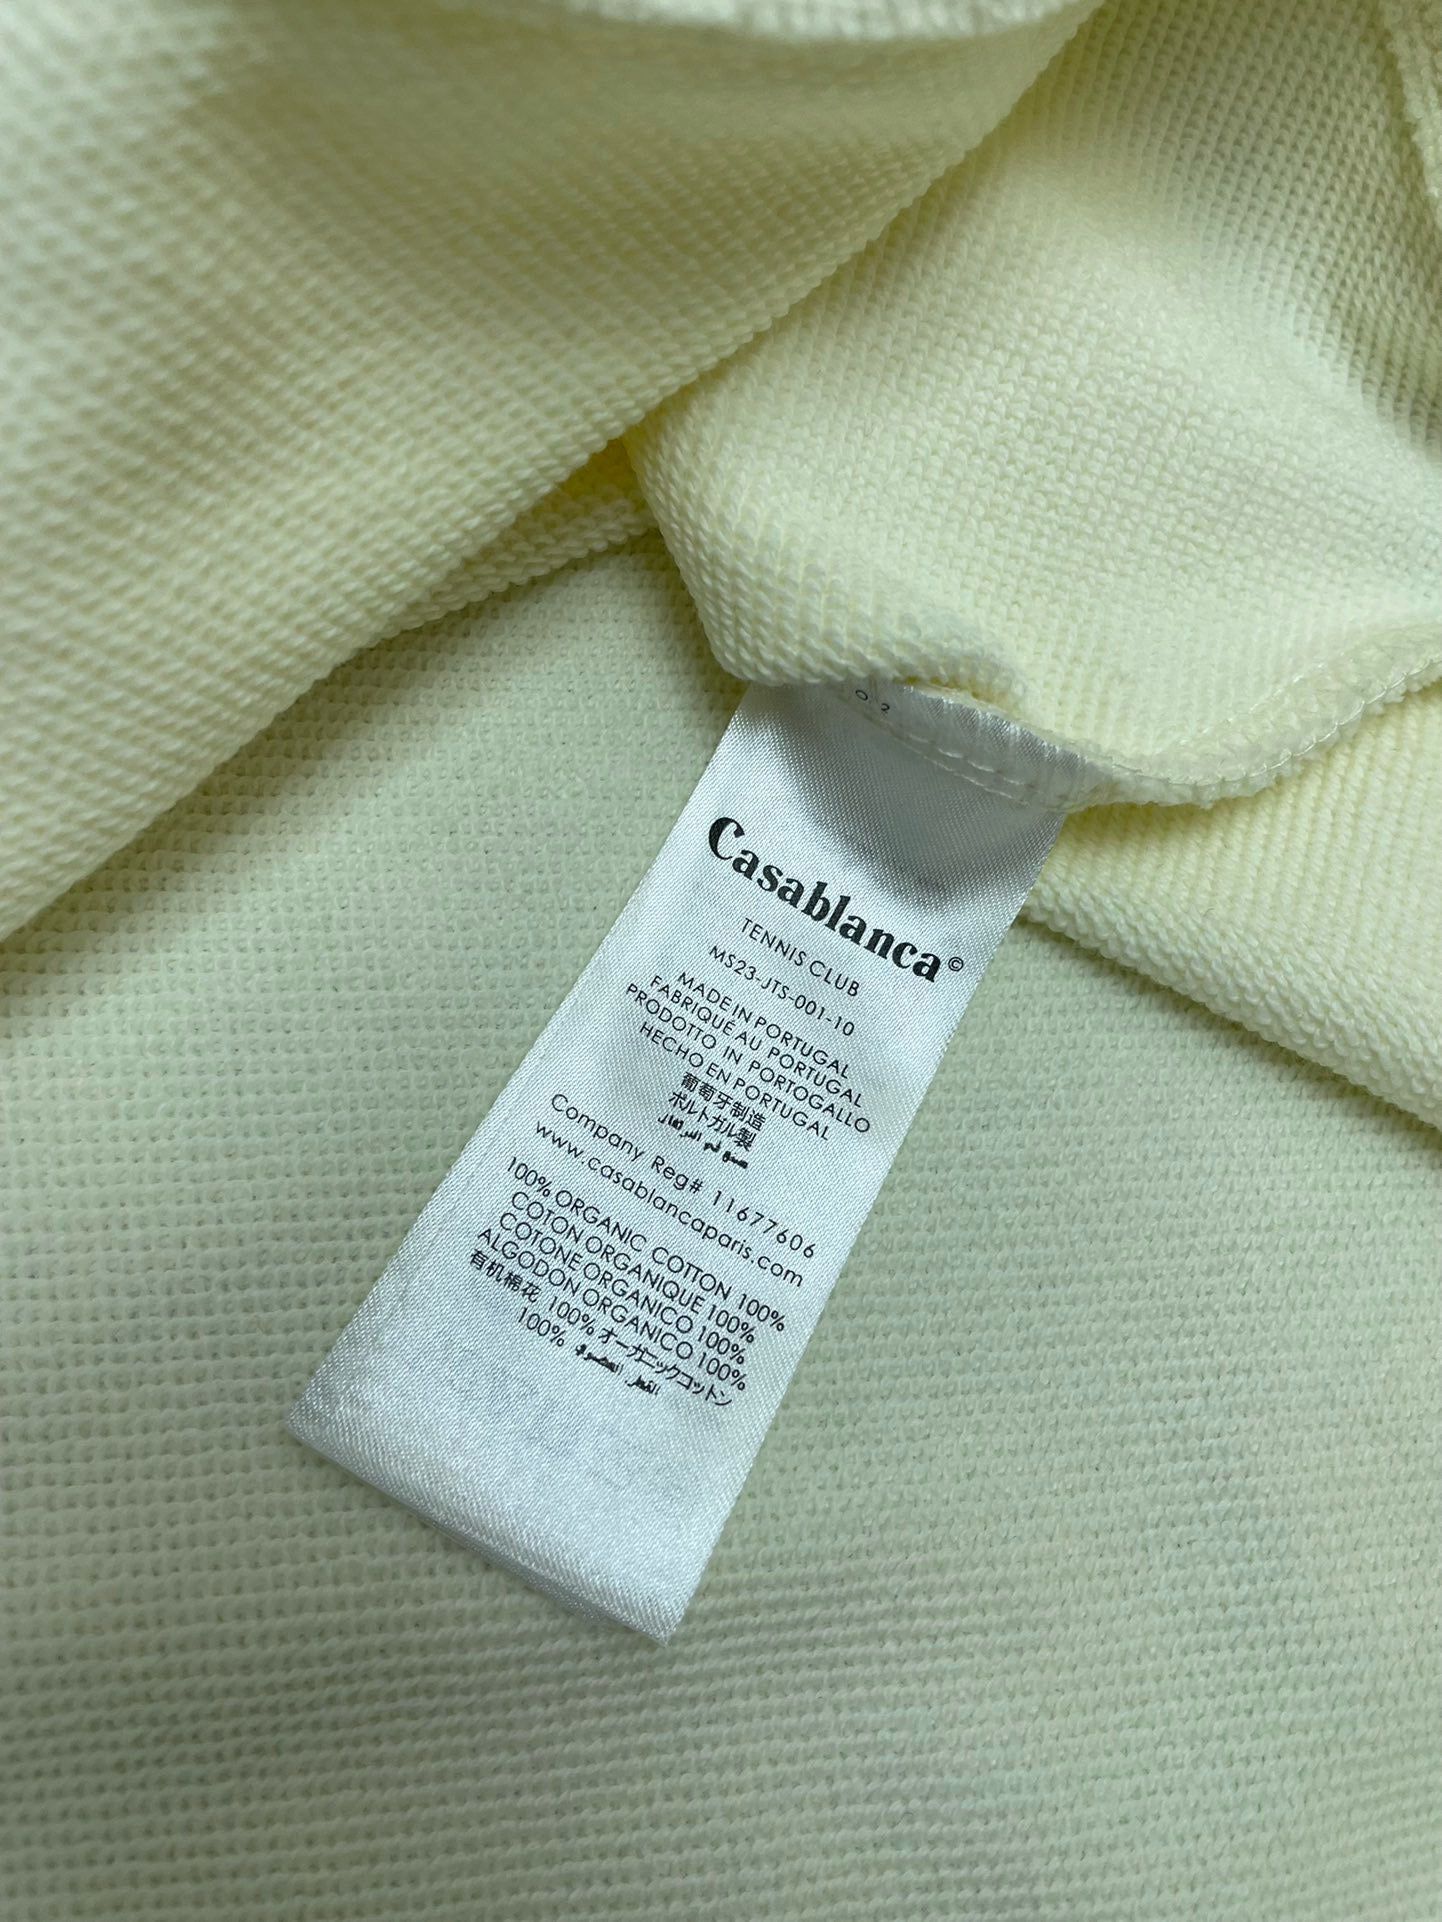 Casablanca©
TENNIS CLUB
MS23-JTS-001-10
MADE IN PORTUGAL
FABRIQUÉ AU PORTUGAL
PRODOTTO IN PORTOGALLO
HECHO EN PORTUGAL
葡萄牙制造
ポルトガル製
Company Reg# 11677606
www.casablancaparis.com
100% ORGANIC COTTON 100%
COTON ORGANIQUE 100%
COTONE ORGANICO 100%
ALGODON ORGANICO 100%
有机棉花 100% オーガニックコットン
100%